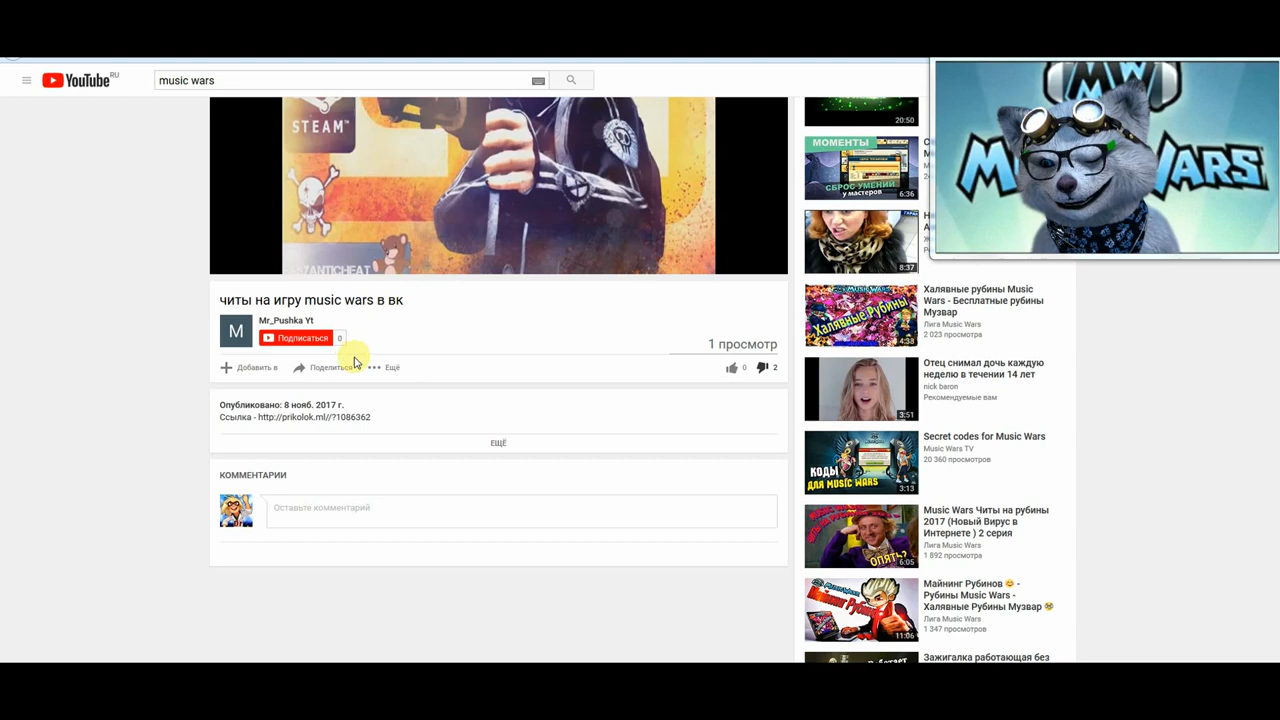 YouTube RU
music wars
STEAM™
ANTICHEAT
читы на игру music wars в вк
M
Mr_Pushka Yt
Подписаться 0
1 просмотр
Добавить в
Поделиться
Ещё
0
2
Опубликовано: 8 нояб. 2017 г.
Ссылка - http://prikolok.ml//?1086362
ЕЩЁ
КОММЕНТАРИИ
Оставьте комментарий
20:50
МОМЕНТЫ
СБРОС УМЕНИЙ
у мастеров
6:36
8:37
MW
WARS
Халявные Рубины
4:38
Халявные рубины Music
Wars - Бесплатные рубины
Музвар
Лига Music Wars
2 023 просмотра
3:51
Отец снимал дочь каждую
неделю в течении 14 лет
nick baron
Рекомендуемые вам
КОДЫ
ДЛЯ MUSIC WARS
3:13
Secret codes for Music Wars
Music Wars TV
20 360 просмотров
ОПЯТЬ?
6:05
Music Wars Читы на рубины
2017 (Новый Вирус в
Интернете ) 2 серия
Лига Music Wars
1 892 просмотра
Майнинг Рубинов
11:06
Майнинг Рубинов 😊 -
Рубины Music Wars -
Халявные Рубины Музвар
Лига Music Wars
1 347 просмотров
Зажигалка работающая без